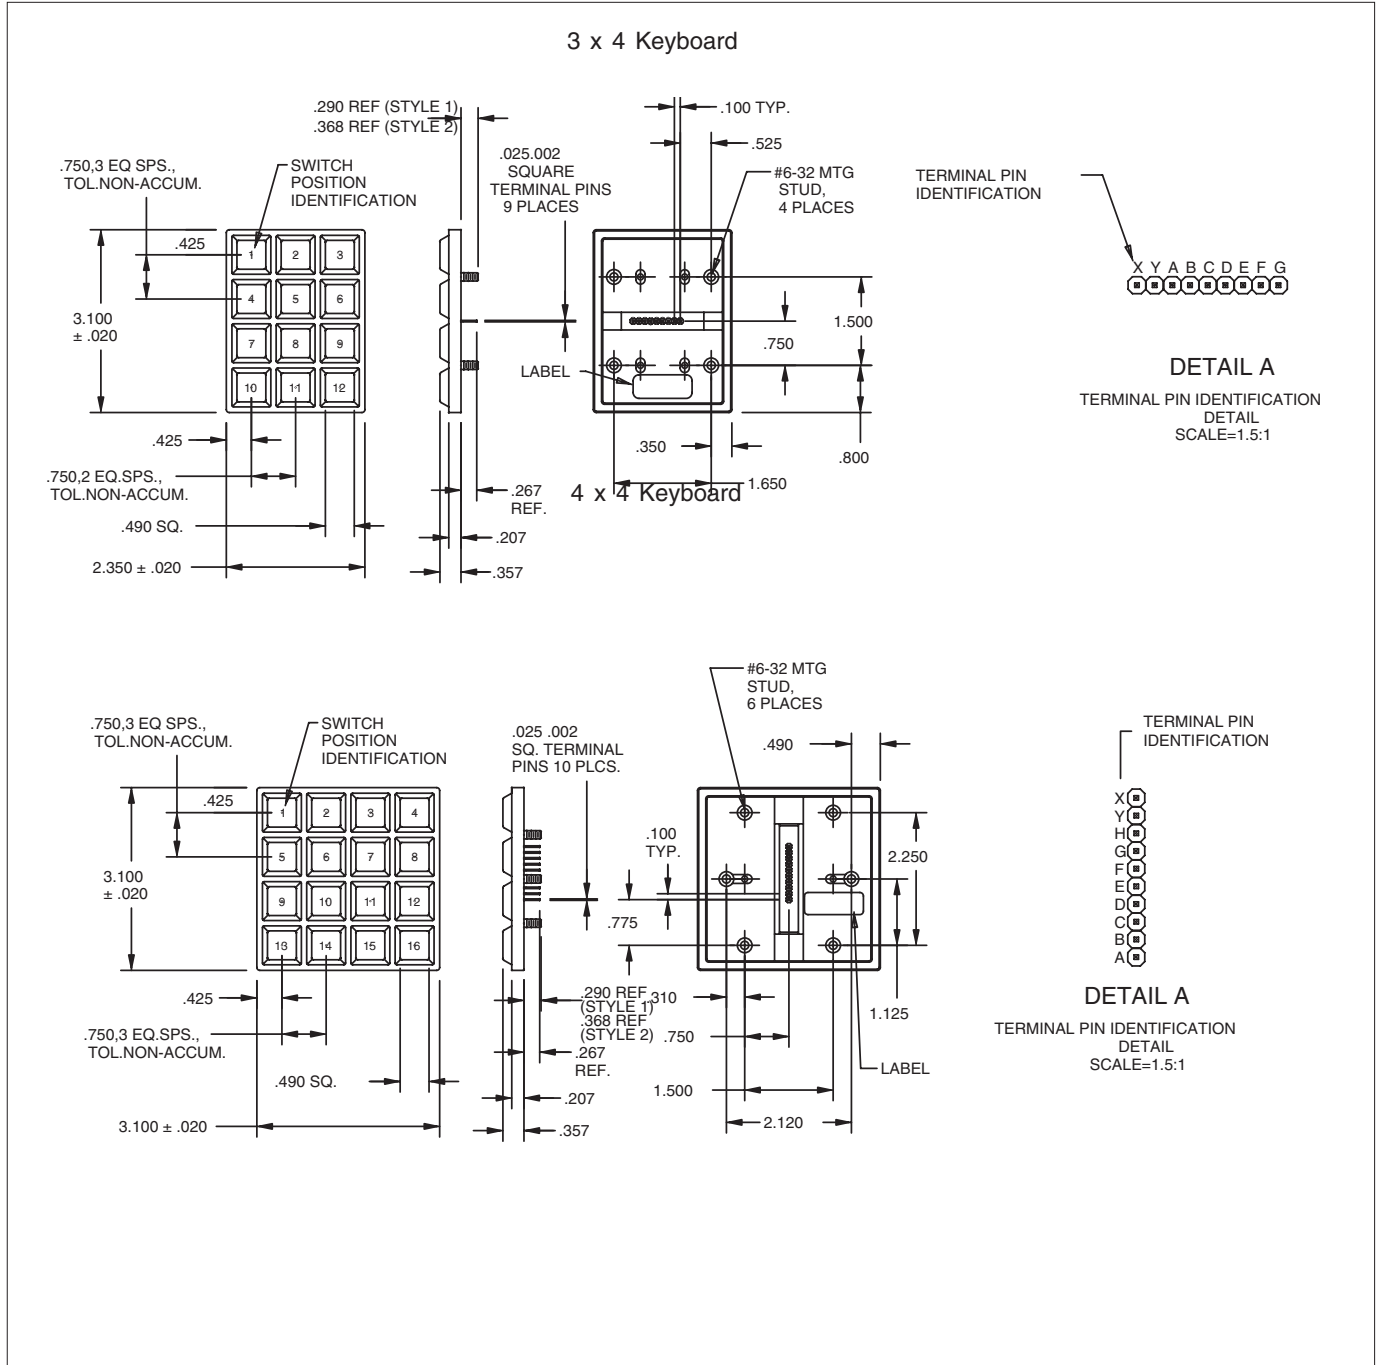 3 x 4 Keyboard
.290 REF (STYLE 1)
.368 REF (STYLE 2)
.100 TYP.
.525
.750,3 EQ SPS.,
TOL.NON-ACCUM.
SWITCH
POSITION
IDENTIFICATION
.025.002
SQUARE
TERMINAL PINS
9 PLACES
#6-32 MTG
STUD,
4 PLACES
TERMINAL PIN
IDENTIFICATION
.425
X Y A B C D E F G
1 2 3
4 5 6
7 8 9
10 11 12
3.100
± .020
1.500
.750
LABEL
DETAIL A
TERMINAL PIN IDENTIFICATION
DETAIL
SCALE=1.5:1
.425
.350
.800
.750,2 EQ.SPS.,
TOL.NON-ACCUM.
.267
REF.
1.650
4 x 4 Keyboard
.490 SQ.
.207
2.350 ± .020
.357
#6-32 MTG
STUD,
6 PLACES
.750,3 EQ SPS.,
TOL.NON-ACCUM.
SWITCH
POSITION
IDENTIFICATION
.025 .002
SQ. TERMINAL
PINS 10 PLCS.
.490
TERMINAL PIN
IDENTIFICATION
.425
1 2 3 4
5 6 7 8
9 10 11 12
13 14 15 16
3.100
± .020
.100
TYP.
2.250
.775
X
Y
H
G
F
E
D
C
B
A
.425
.290 REF
(STYLE 1)
.368 REF
(STYLE 2)
.310
1.125
DETAIL A
TERMINAL PIN IDENTIFICATION
DETAIL
SCALE=1.5:1
.750,3 EQ.SPS.,
TOL.NON-ACCUM.
.750
.267
REF.
LABEL
.490 SQ.
.207
1.500
3.100 ± .020
.357
2.120